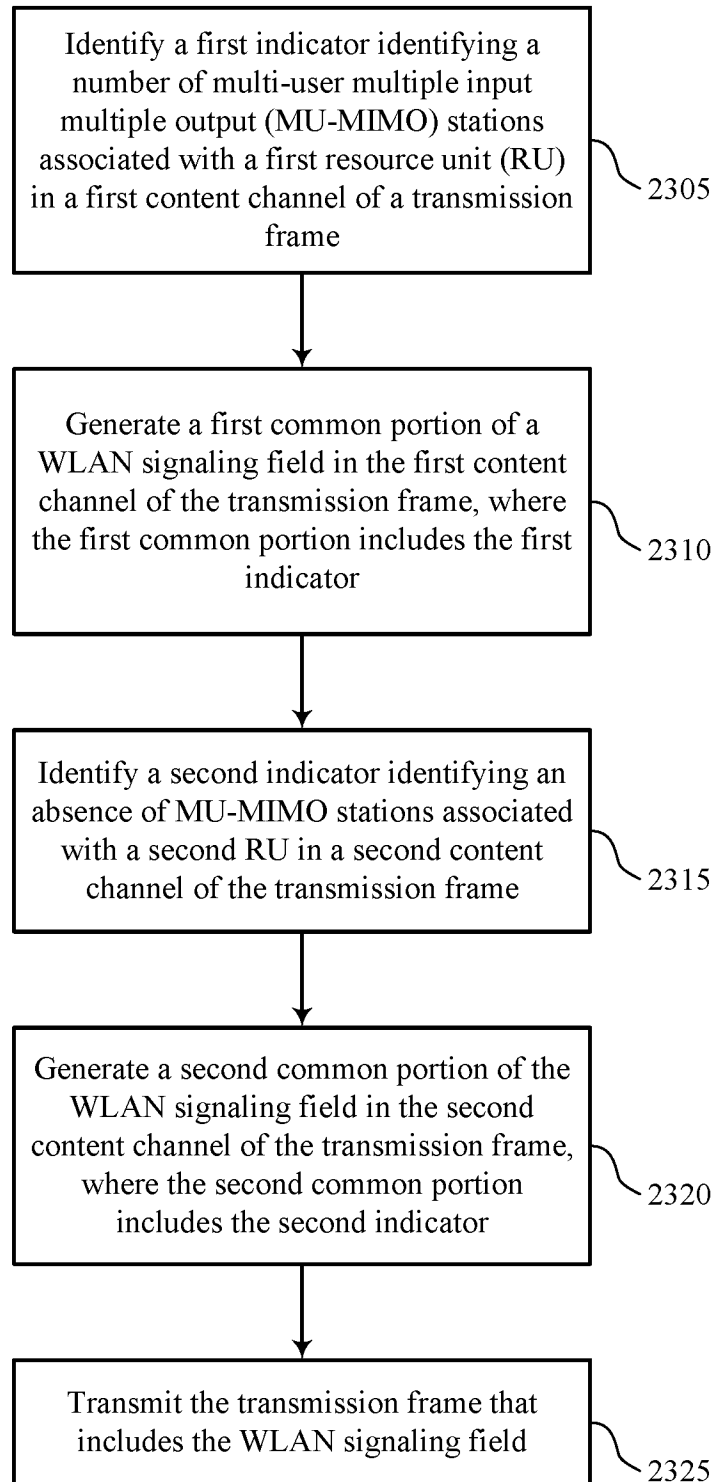 Identify a first indicator identifying a
number of multi-user multiple input
multiple output (MU-MIMO) stations
associated with a first resource unit (RU)
in a first content channel of a transmission
frame
2305
Generate a first common portion of a
WLAN signaling field in the first content
channel of the transmission frame, where
the first common portion includes the first
indicator
2310
Identify a second indicator identifying an
absence of MU-MIMO stations associated
with a second RU in a second content
channel of the transmission frame
2315
Generate a second common portion of the
WLAN signaling field in the second
content channel of the transmission frame,
where the second common portion
includes the second indicator
2320
Transmit the transmission frame that
includes the WLAN signaling field
2325